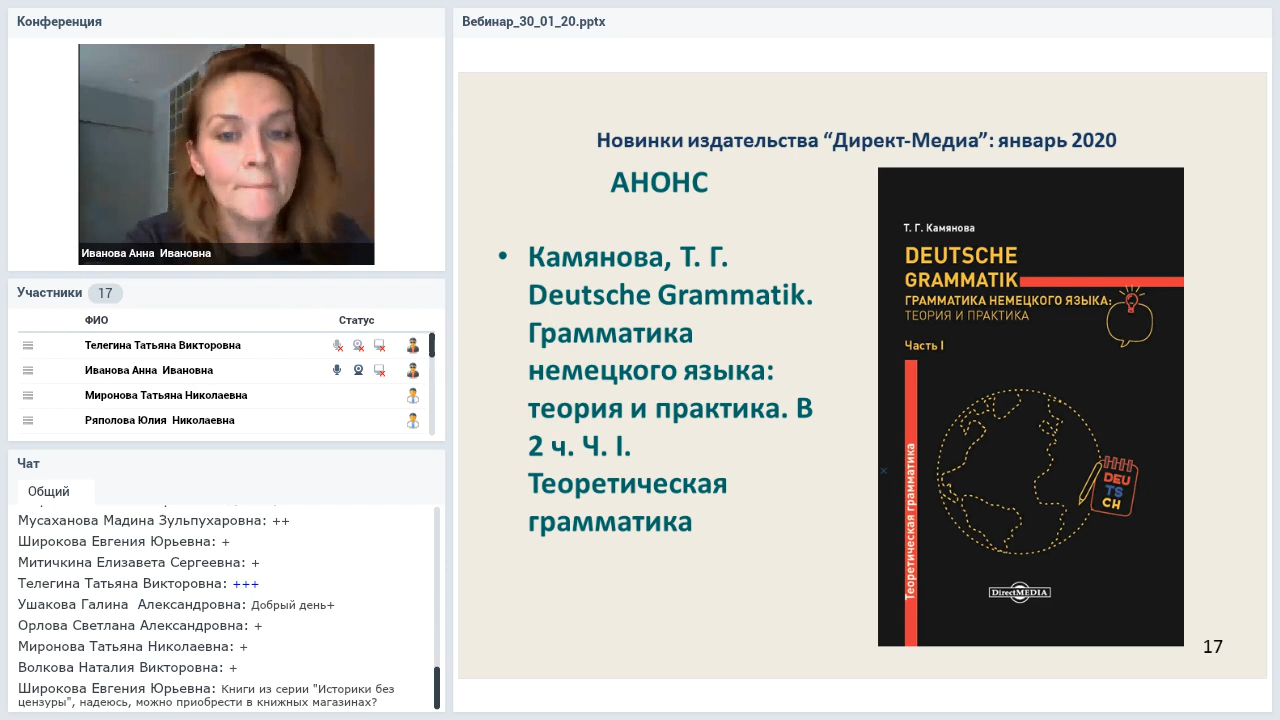 Конференция
Иванова Анна  Ивановна
Участники 17
ФИО Статус
Телегина Татьяна Викторовна
Иванова Анна  Ивановна
Миронова Татьяна Николаевна
Ряполова Юлия  Николаевна
Чат
Общий
Мусаханова Мадина Зульпухаровна: ++
Широкова Евгения Юрьевна: +
Митичкина Елизавета Сергеевна: +
Телегина Татьяна Викторовна: +++
Ушакова Галина  Александровна: Добрый день+
Орлова Светлана Александровна: +
Миронова Татьяна Николаевна: +
Волкова Наталия Викторовна: +
Широкова Евгения Юрьевна: Книги из серии "Историки без
цензуры", надеюсь, можно приобрести в книжных магазинах?
Вебинар_30_01_20.pptx
Новинки издательства “Директ-Медиа”: январь 2020
АНОНС
• Камянова, Т. Г.
Deutsche Grammatik.
Грамматика
немецкого языка:
теория и практика. В
2 ч. Ч. I.
Теоретическая
грамматика
Т. Г. Камянова
DEUTSCHE
GRAMMATIK
ГРАММАТИКА НЕМЕЦКОГО ЯЗЫКА:
ТЕОРИЯ И ПРАКТИКА
Часть I
Теоретическая грамматика
DEU
TS
CH
DirectMEDIA
17